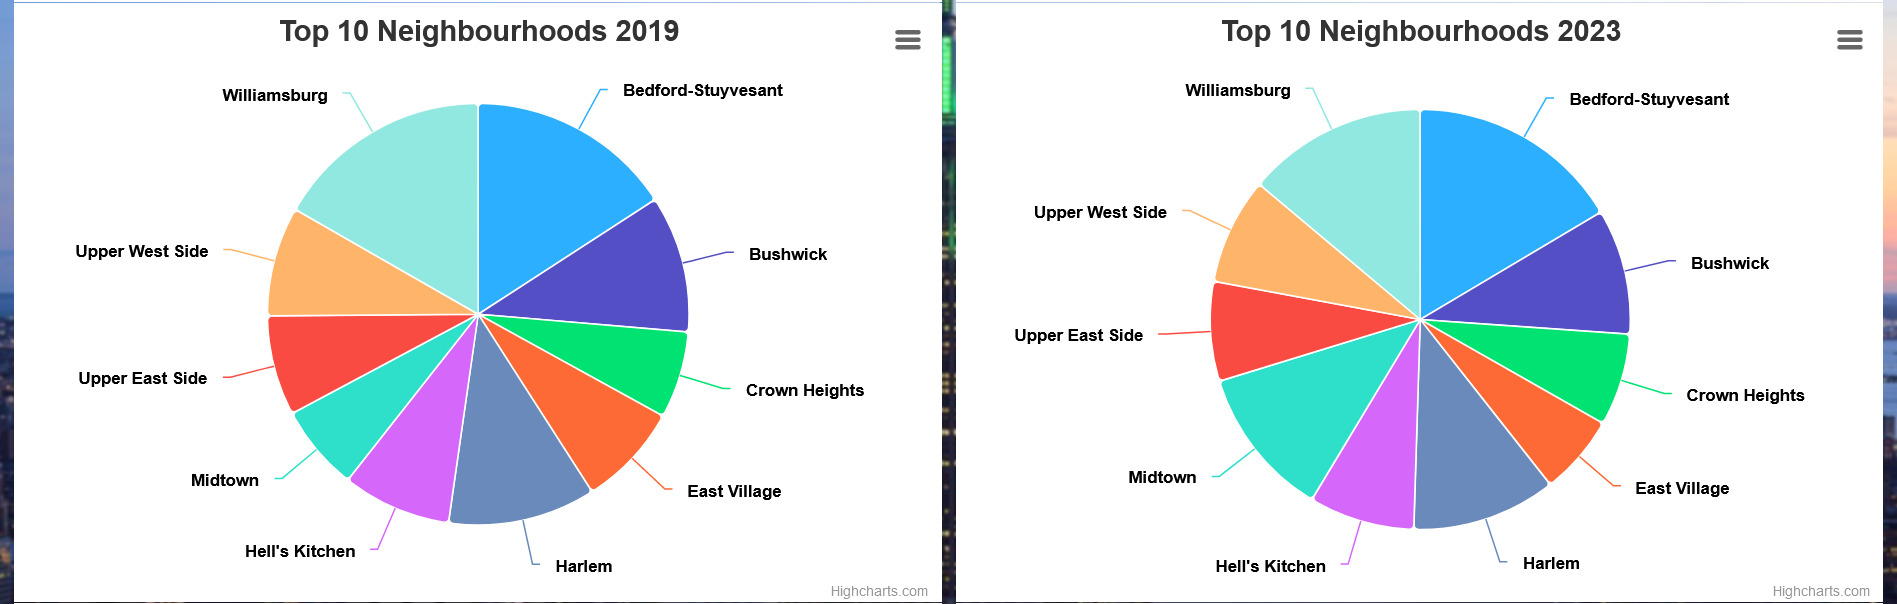 Top 10 Neighbourhoods 2019
Williamsburg
Bedford-Stuyvesant
Upper West Side
Bushwick
Upper East Side
Crown Heights
Midtown
East Village
Hell's Kitchen
Harlem
Highcharts.com
Top 10 Neighbourhoods 2023
Williamsburg
Bedford-Stuyvesant
Upper West Side
Bushwick
Upper East Side
Crown Heights
Midtown
East Village
Hell's Kitchen
Harlem
Highcharts.com